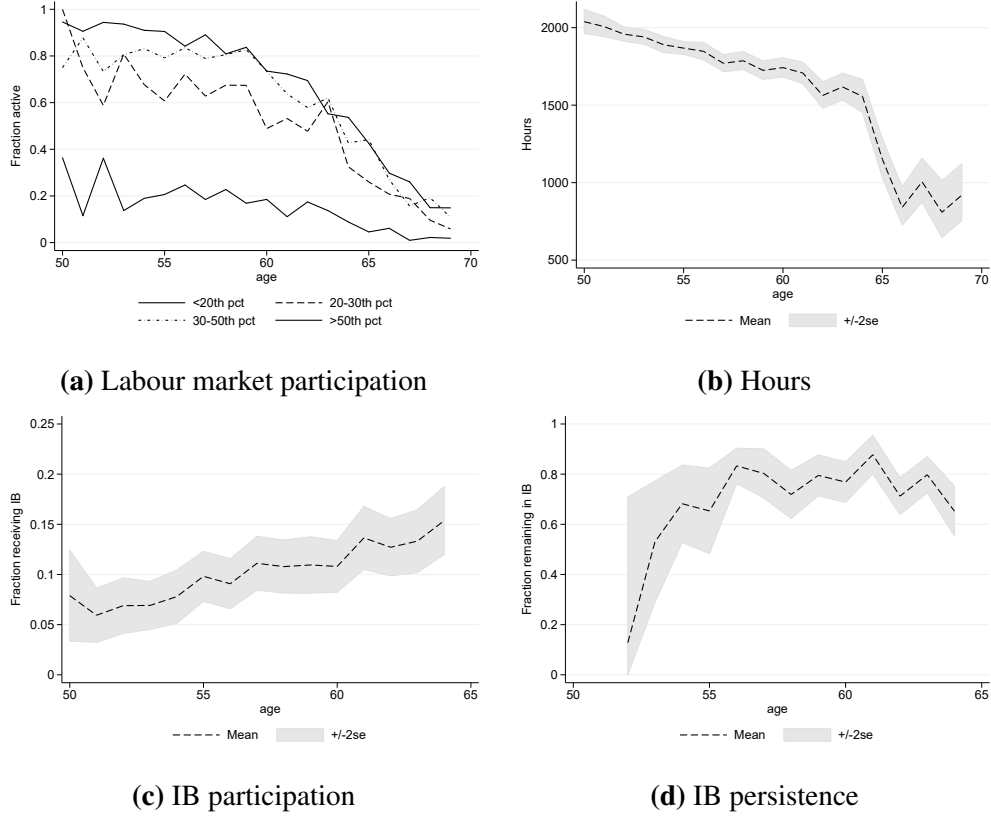 1
0.8
0.6
0.4
0.2
0
Fraction active
50 55 60 65 70
age
<20th pct 20-30th pct
30-50th pct >50th pct
(a) Labour market participation
2000
1500
1000
500
Hours
50 55 60 65 70
age
Mean +/-2se
(b) Hours
0.25
0.2
0.15
0.1
0.05
0
Fraction receiving IB
50 55 60 65
age
Mean +/-2se
(c) IB participation
1
0.8
0.6
0.4
0.2
0
Fraction remaining in IB
50 55 60 65
age
Mean +/-2se
(d) IB persistence